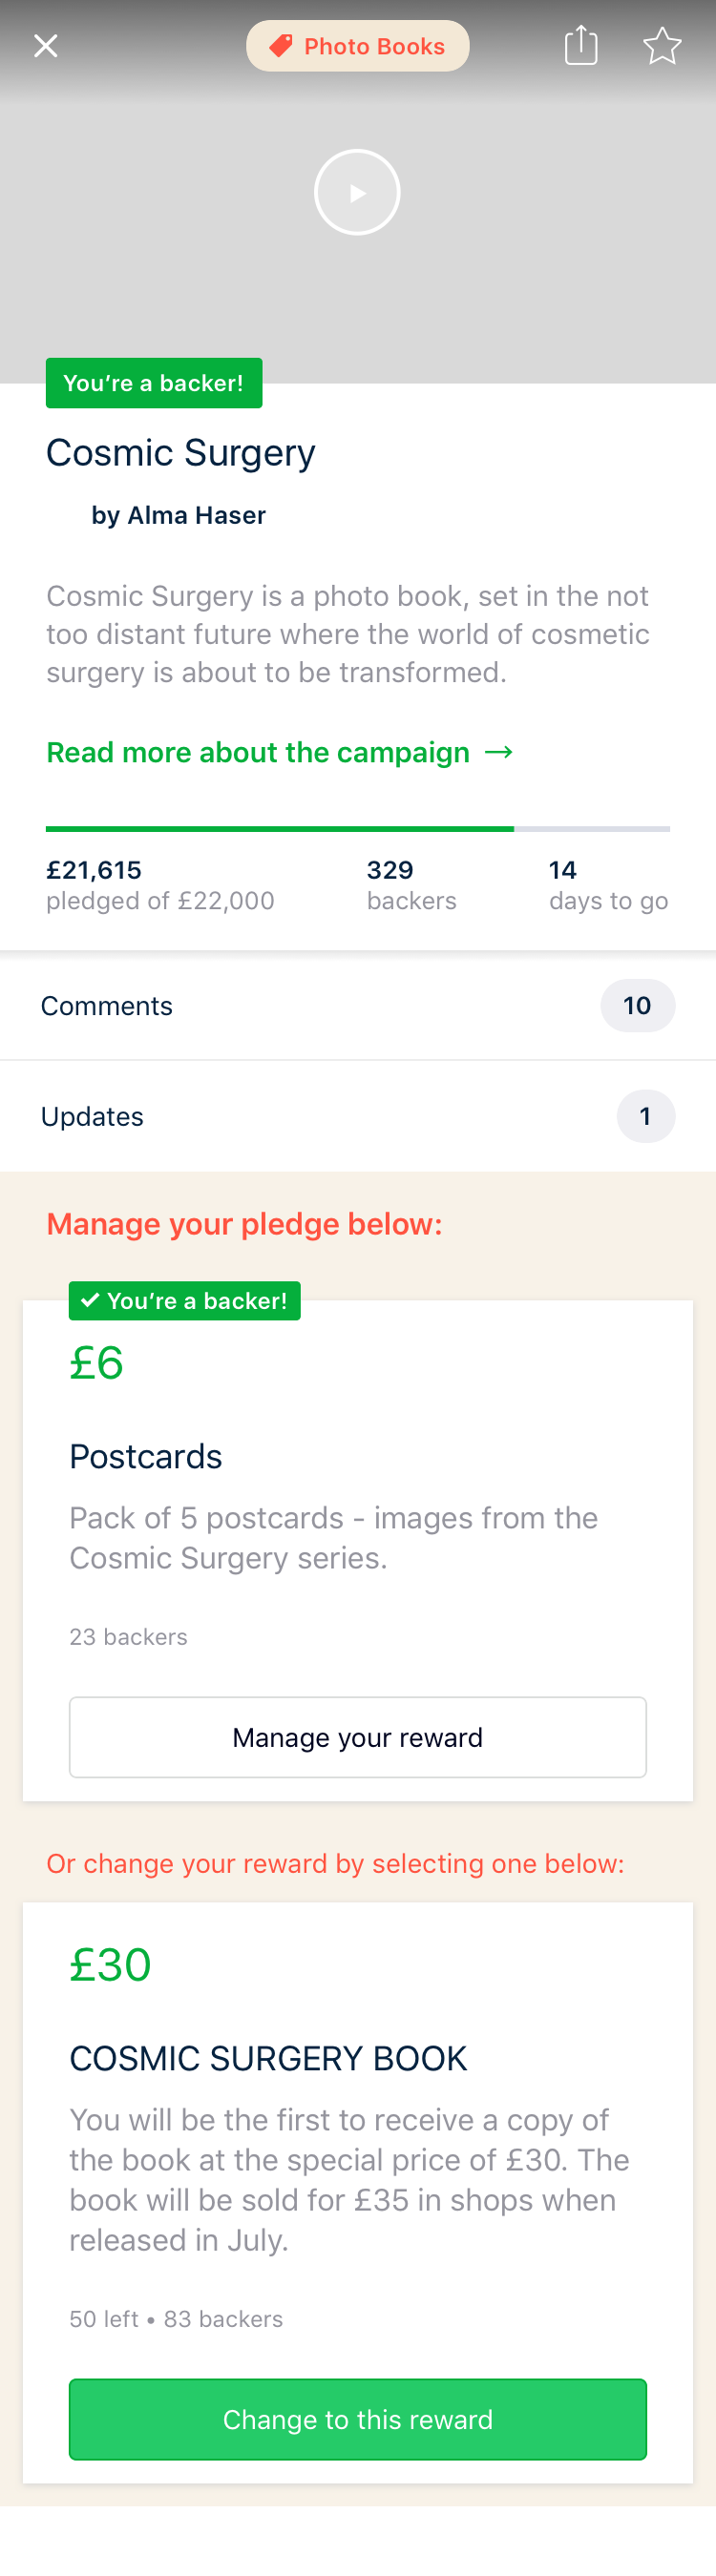 Photo Books
You’re a backer!
Cosmic Surgery
by Alma Haser
Cosmic Surgery is a photo book, set in the not
too distant future where the world of cosmetic
surgery is about to be transformed.
Read more about the campaign →
£21,615
pledged of £22,000
329
backers
14
days to go
Comments
10
Updates
1
Manage your pledge below:
✓ You’re a backer!
£6
Postcards
Pack of 5 postcards - images from the
Cosmic Surgery series.
23 backers
Manage your reward
Or change your reward by selecting one below:
£30
COSMIC SURGERY BOOK
You will be the first to receive a copy of
the book at the special price of £30. The
book will be sold for £35 in shops when
released in July.
50 left • 83 backers
Change to this reward